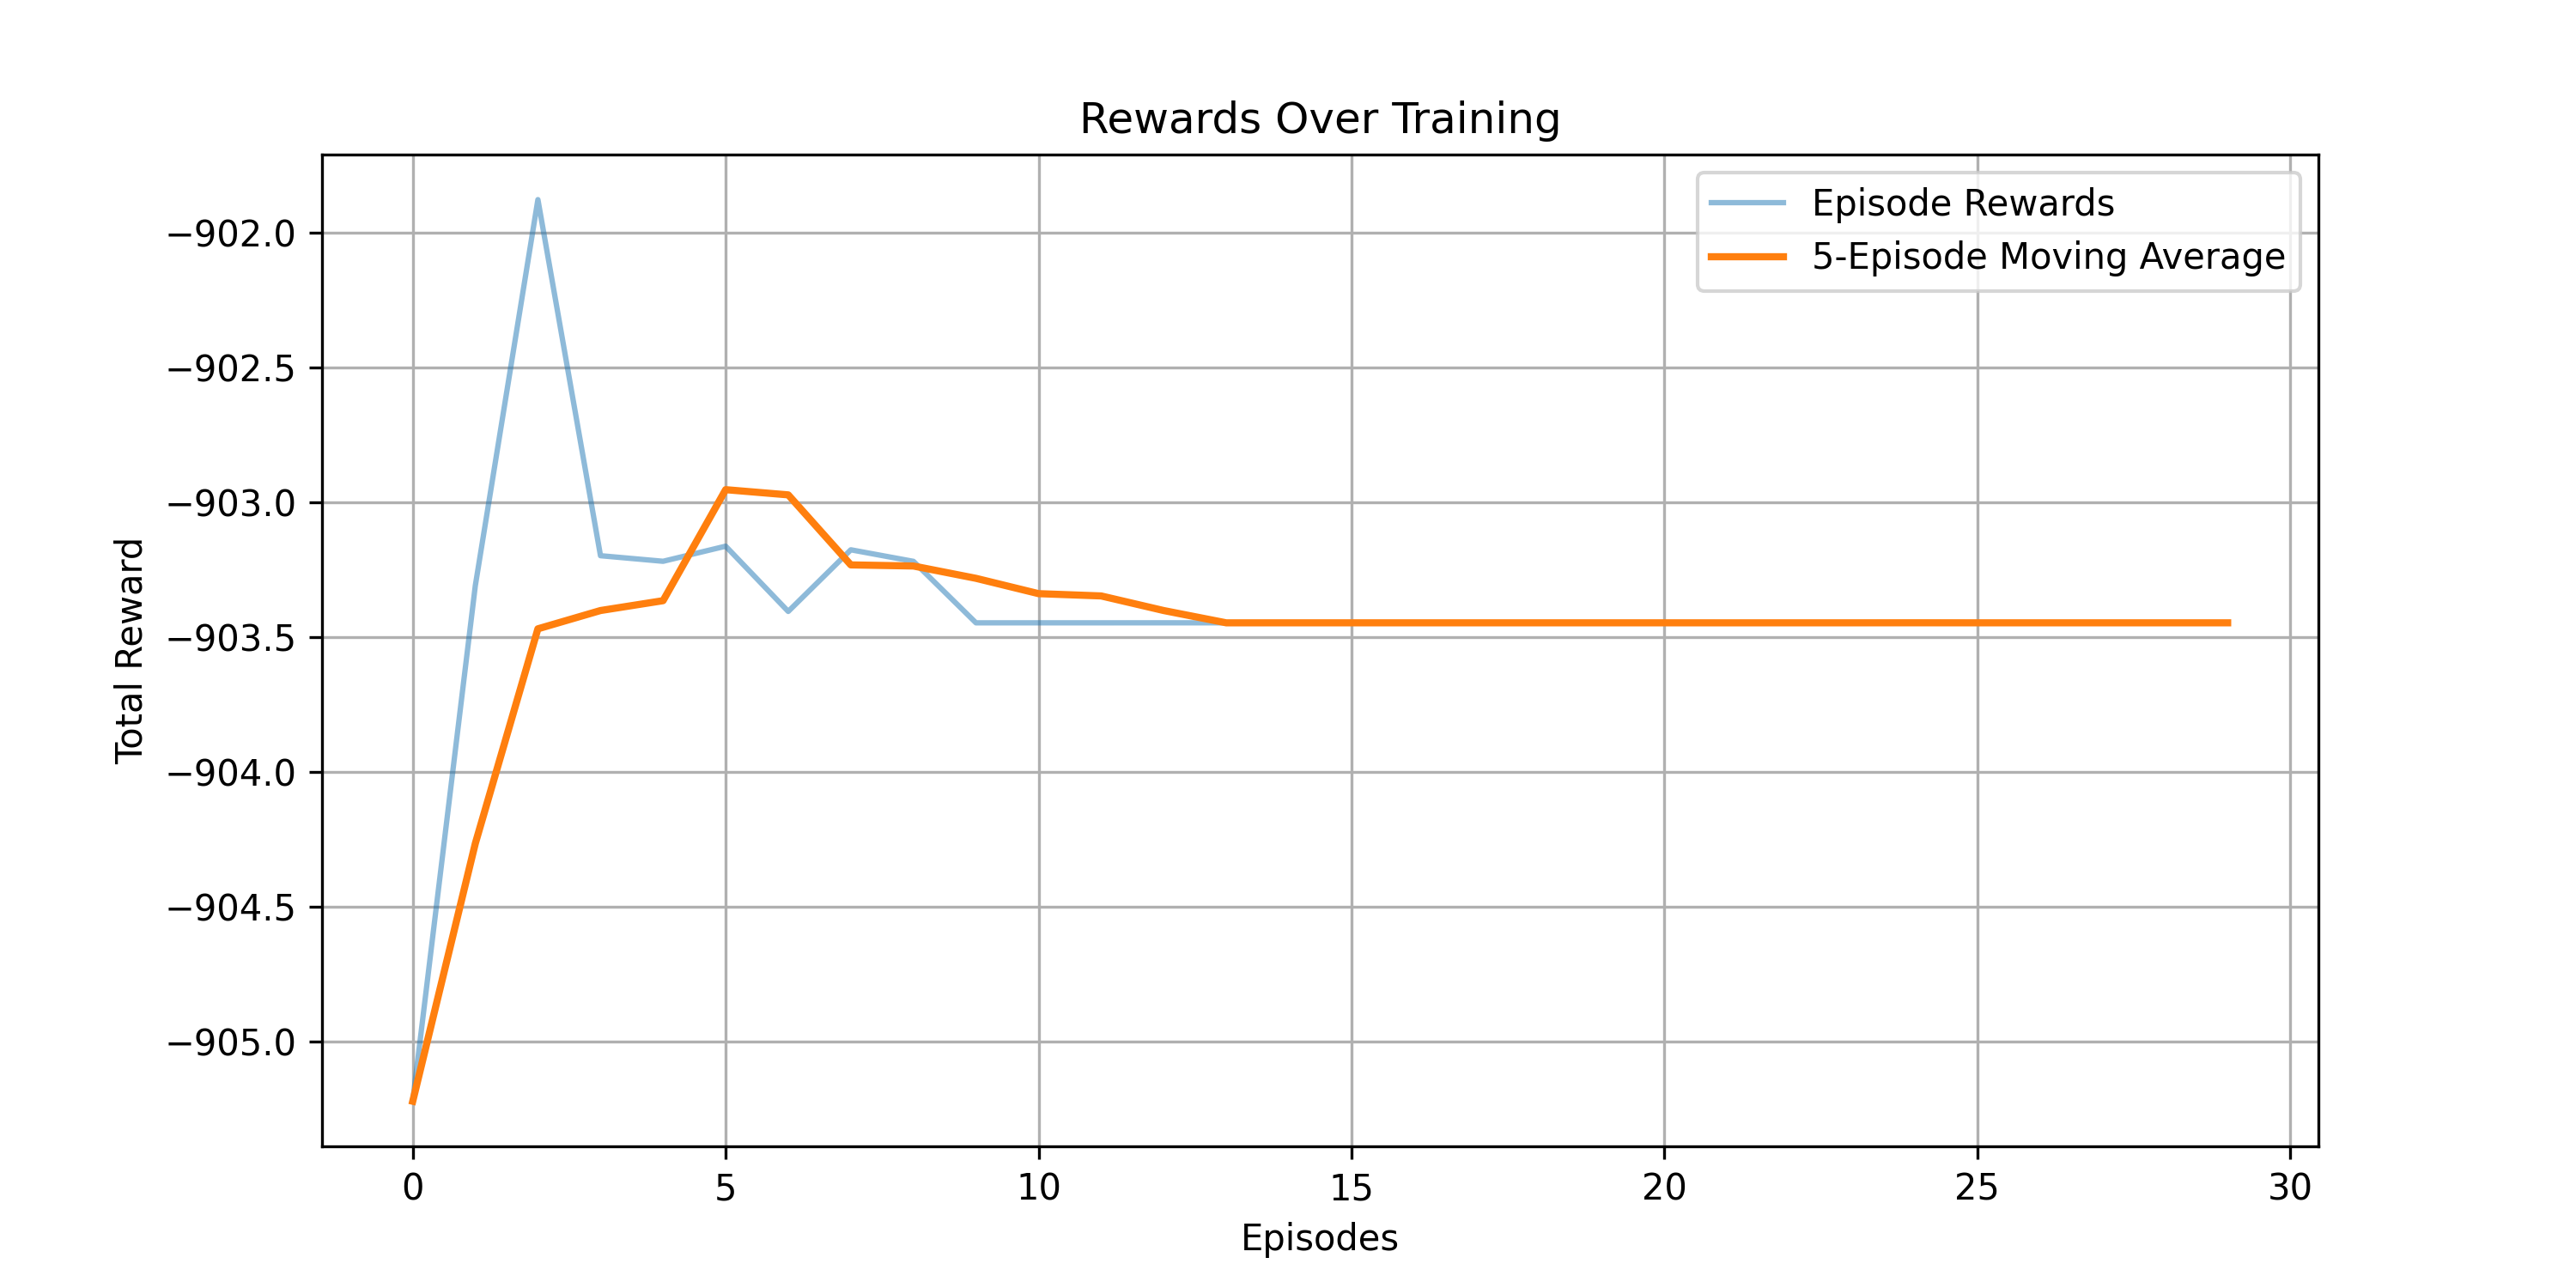 Rewards Over Training
Episode Rewards
5-Episode Moving Average
−902.0
−902.5
−903.0
−903.5
−904.0
−904.5
−905.0
Total Reward
0 5 10 15 20 25 30
Episodes